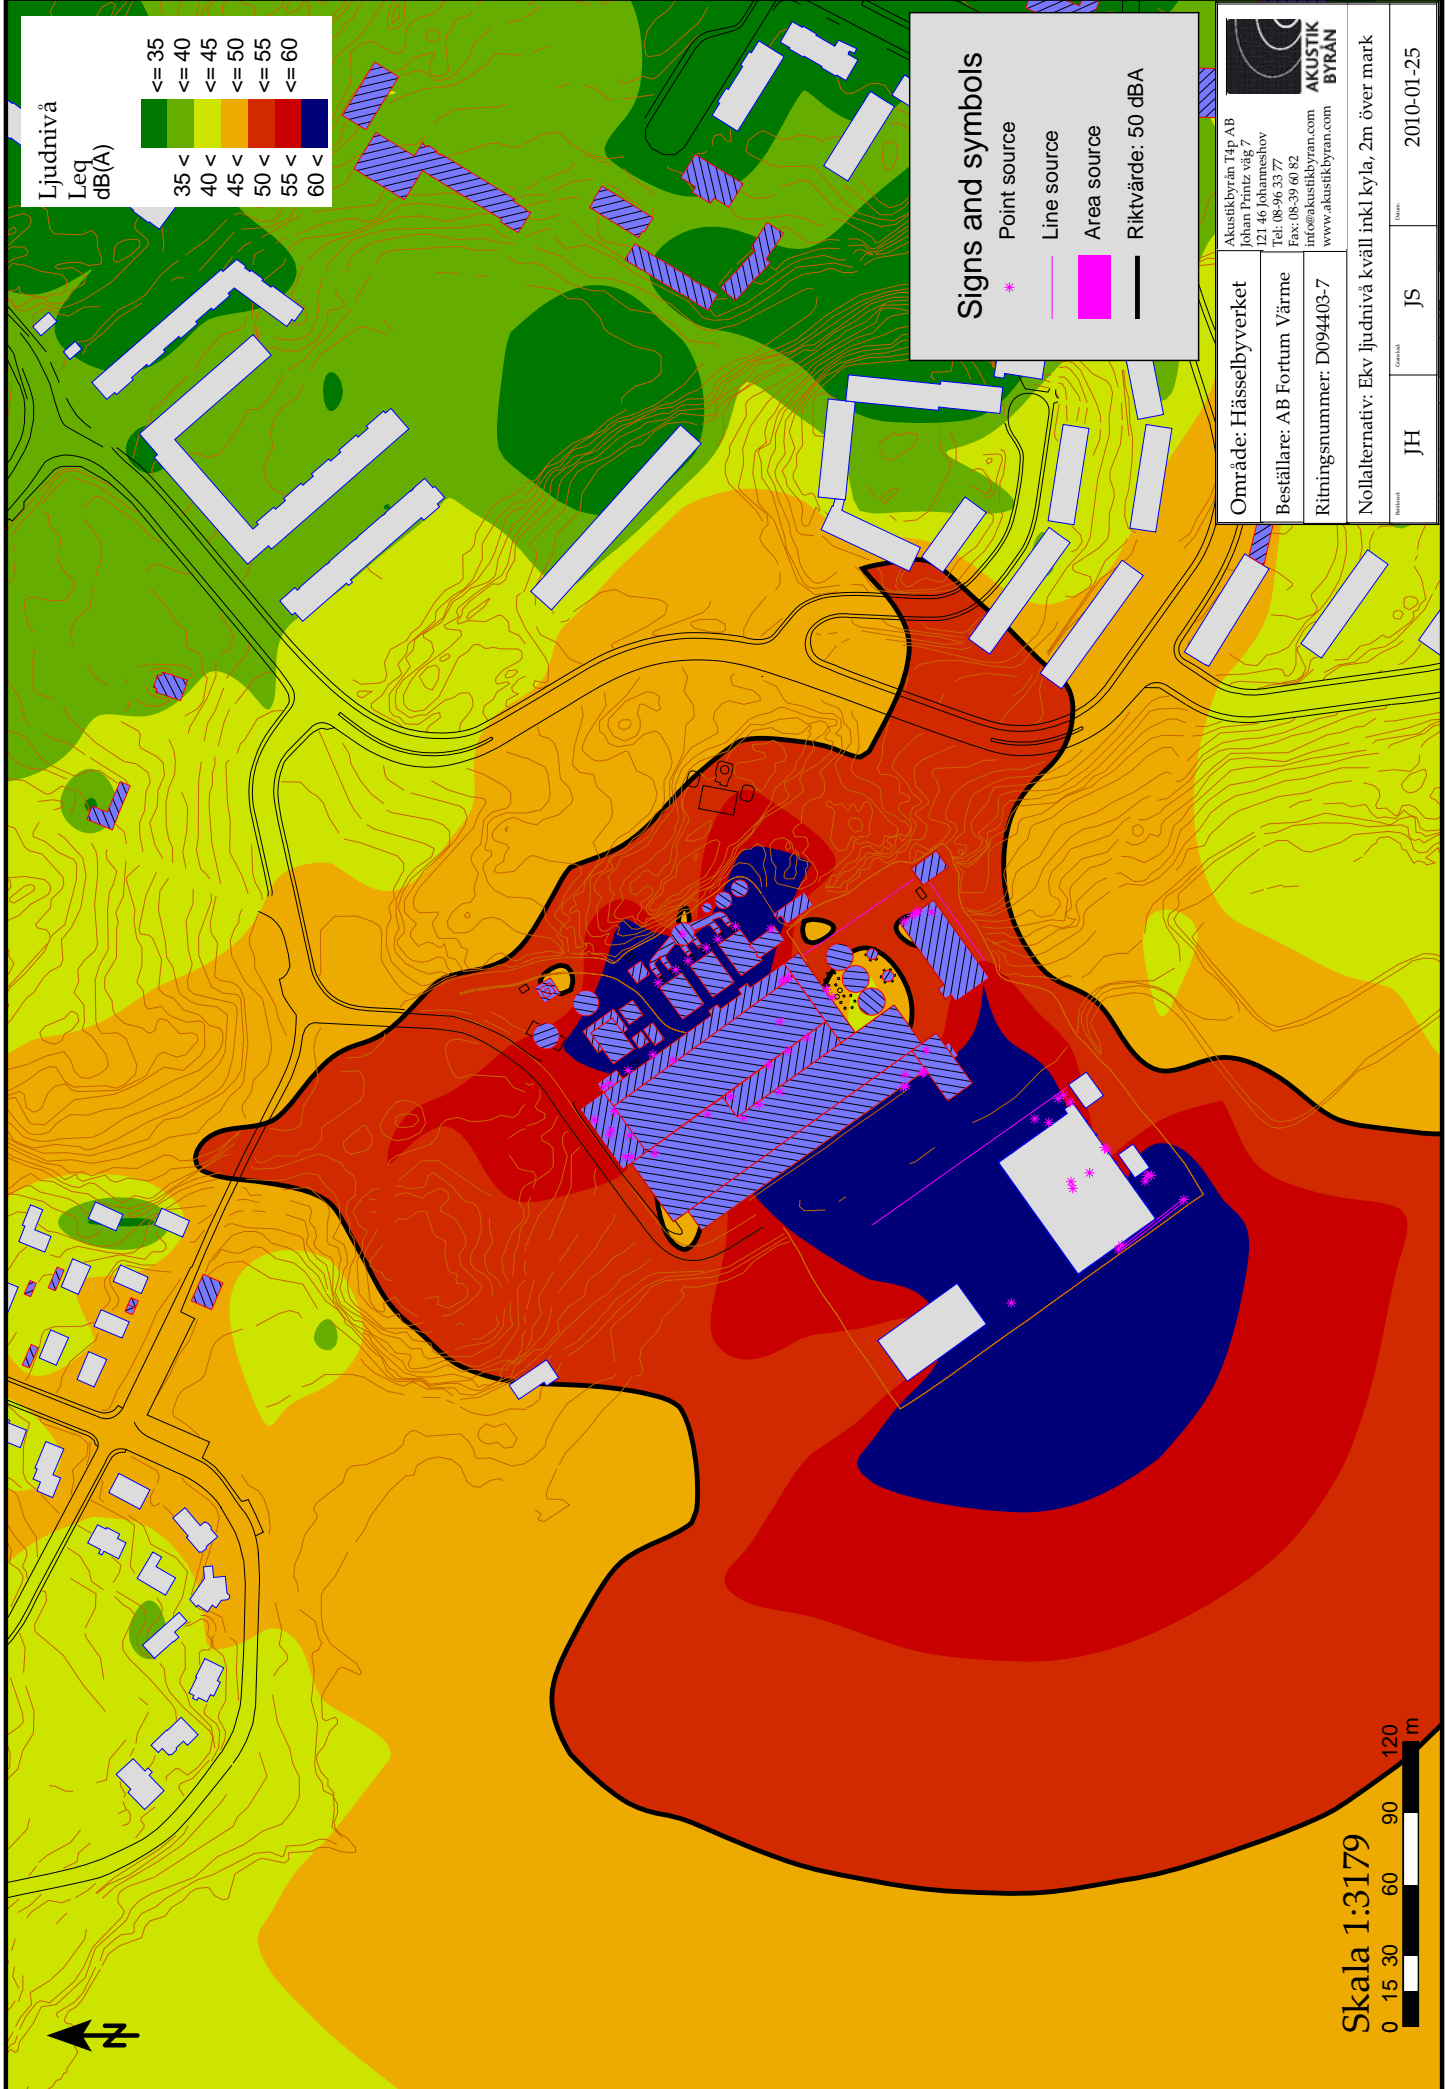 Ljudnivå
Leq
dB(A)
<= 35
35 < <= 40
40 < <= 45
45 < <= 50
50 < <= 55
55 < <= 60
60 <
Signs and symbols
Point source
Line source
Area source
Riktvärde: 50 dBA
Område: Hässelbyverket
Beställare: AB Fortum Värme
Ritningsnummer: D094403-7
Akustikbyrån T4p AB
Johan Printz väg 7
121 46 Johanneshov
Tel: 08-96 33 77
Fax: 08-39 60 82
info@akustikbyran.com
www.akustikbyran.com
AKUSTIK
BYRÅN
Nollalternativ: Ekv ljudnivå kväll inkl kyla, 2m över mark
JH
JS
Datum:
2010-01-25
Skala 1:3179
0 15 30 60 90 120
m
N